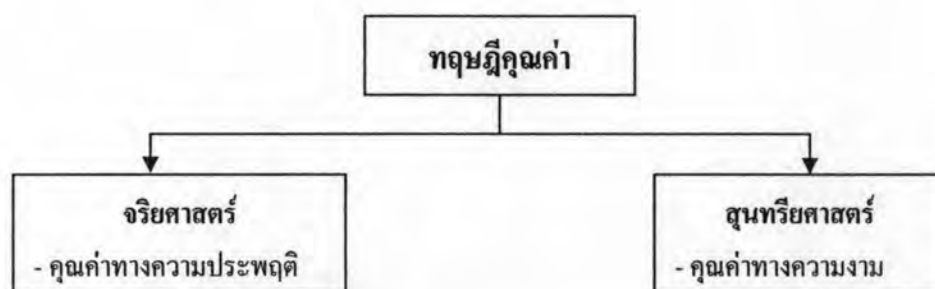 ทฤษฎีคุณค่า
จริยศาสตร์
- คุณค่าทางความประพฤติ
สุนทรียศาสตร์
- คุณค่าทางความงาม